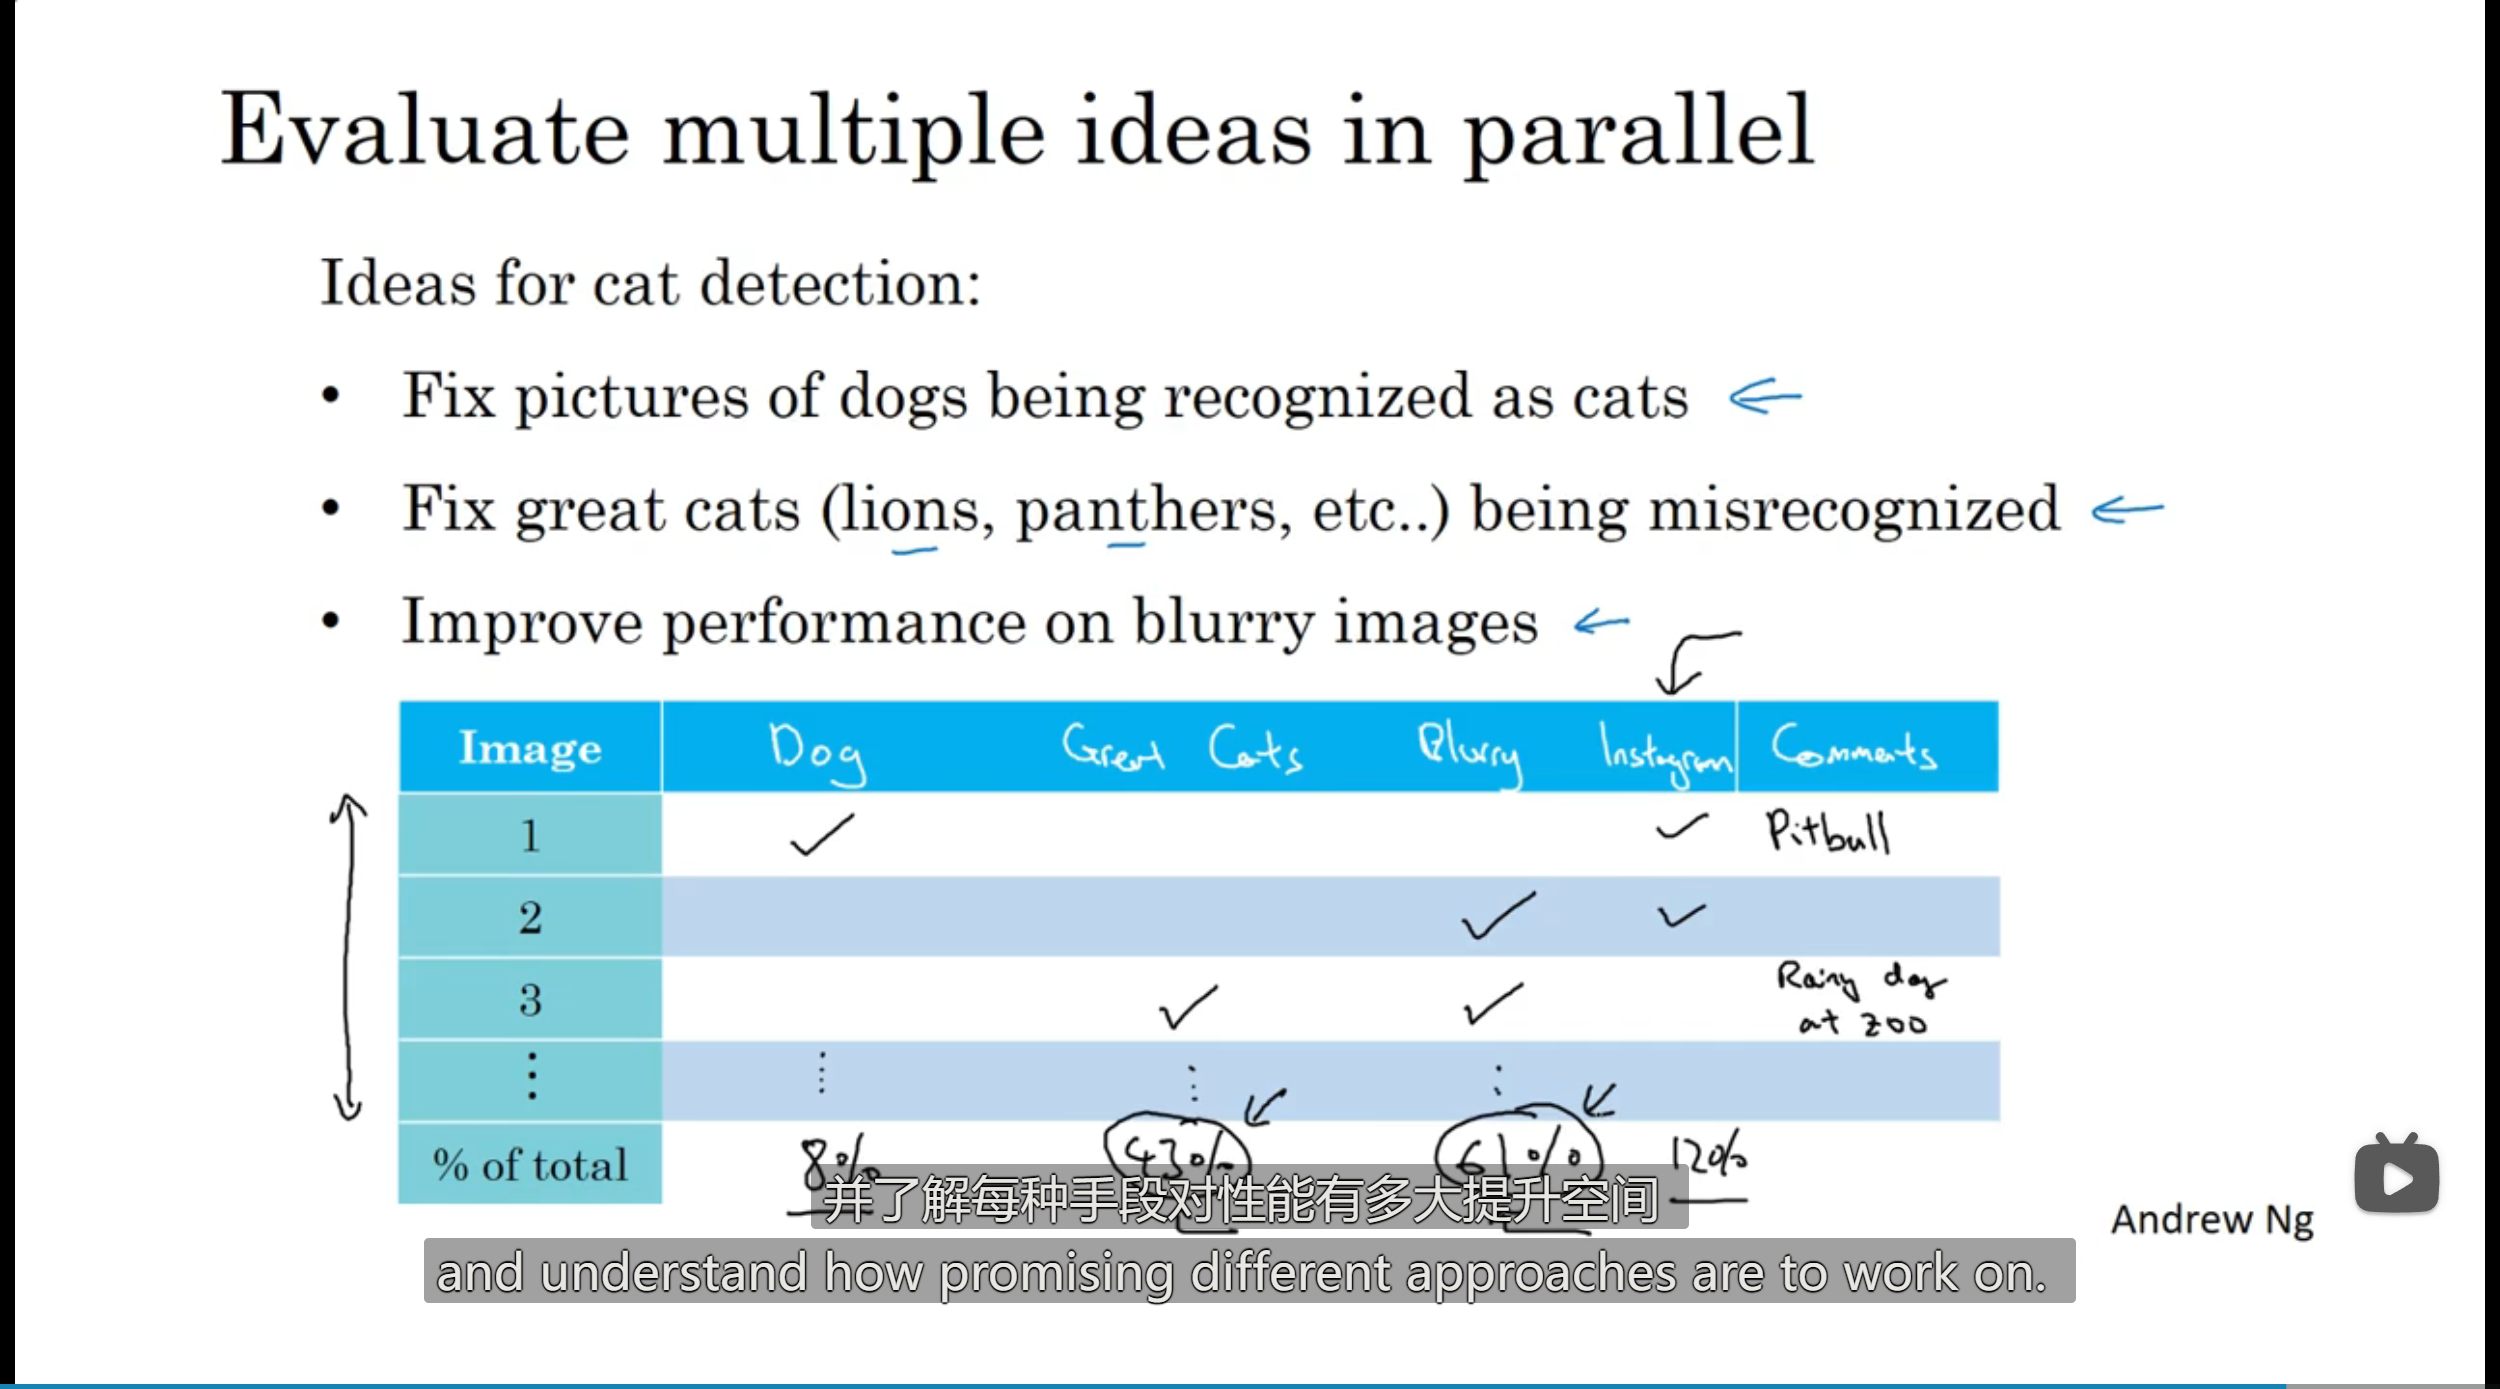 Evaluate multiple ideas in parallel
Ideas for cat detection:
• Fix pictures of dogs being recognized as cats
• Fix great cats (lions, panthers, etc..) being misrecognized
• Improve performance on blurry images
Image Dog Great Cats Blurry Instagram Comments
1 ✓ ✓ Pitbull
2 ✓ ✓
3 ✓ ✓ Rainy day
at zoo
⋮ ⋮ ⋮ ⋮
% of total 8% 43% 61% 12%
并了解每种手段对性能有多大提升空间
Andrew Ng
and understand how promising different approaches are to work on.